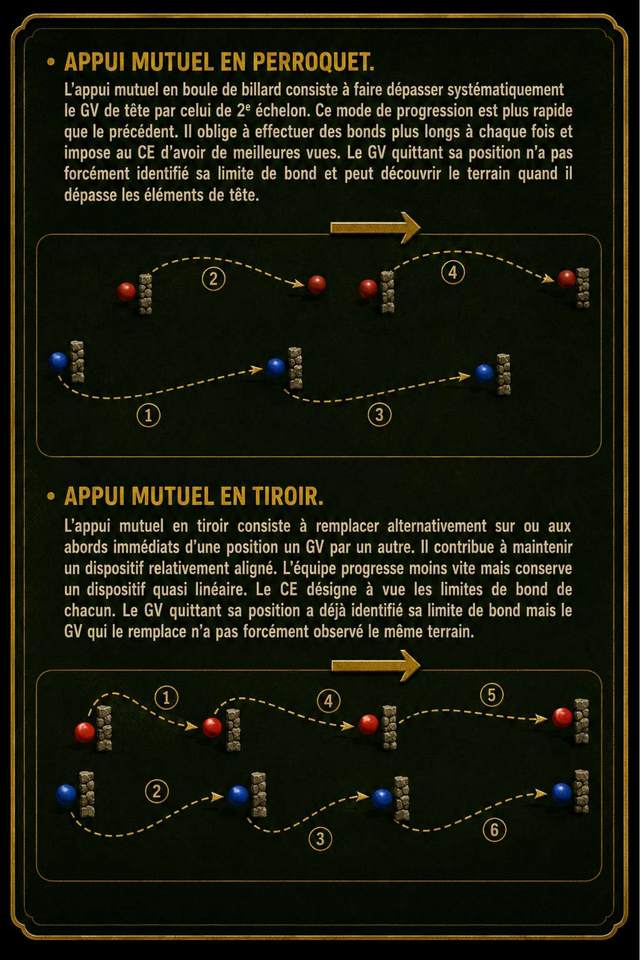 • APPUI MUTUEL EN PERROQUET.
L’appui mutuel en boule de billard consiste à faire dépasser systématiquement
le GV de tête par celui de 2e échelon. Ce mode de progression est plus rapide
que le précédent. Il oblige à effectuer des bonds plus longs à chaque fois et
impose au CE d’avoir de meilleures vues. Le GV quittant sa position n’a pas
forcément identifié sa limite de bond et peut découvrir le terrain quand il
dépasse les éléments de tête.
2
4
1
3
• APPUI MUTUEL EN TIROIR.
L’appui mutuel en tiroir consiste à remplacer alternativement sur ou aux
abords immédiats d’une position un GV par un autre. Il contribue à maintenir
un dispositif relativement aligné. L’équipe progresse moins vite mais conserve
un dispositif quasi linéaire. Le CE désigne à vue les limites de bond de
chacun. Le GV quittant sa position a déjà identifié sa limite de bond mais le
GV qui le remplace n’a pas forcément observé le même terrain.
1
4
5
2
3
6